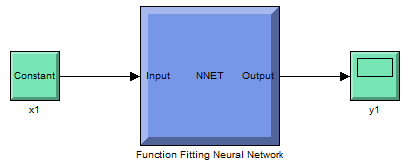 Constant
x1
Input NNET Output
Function Fitting Neural Network
y1